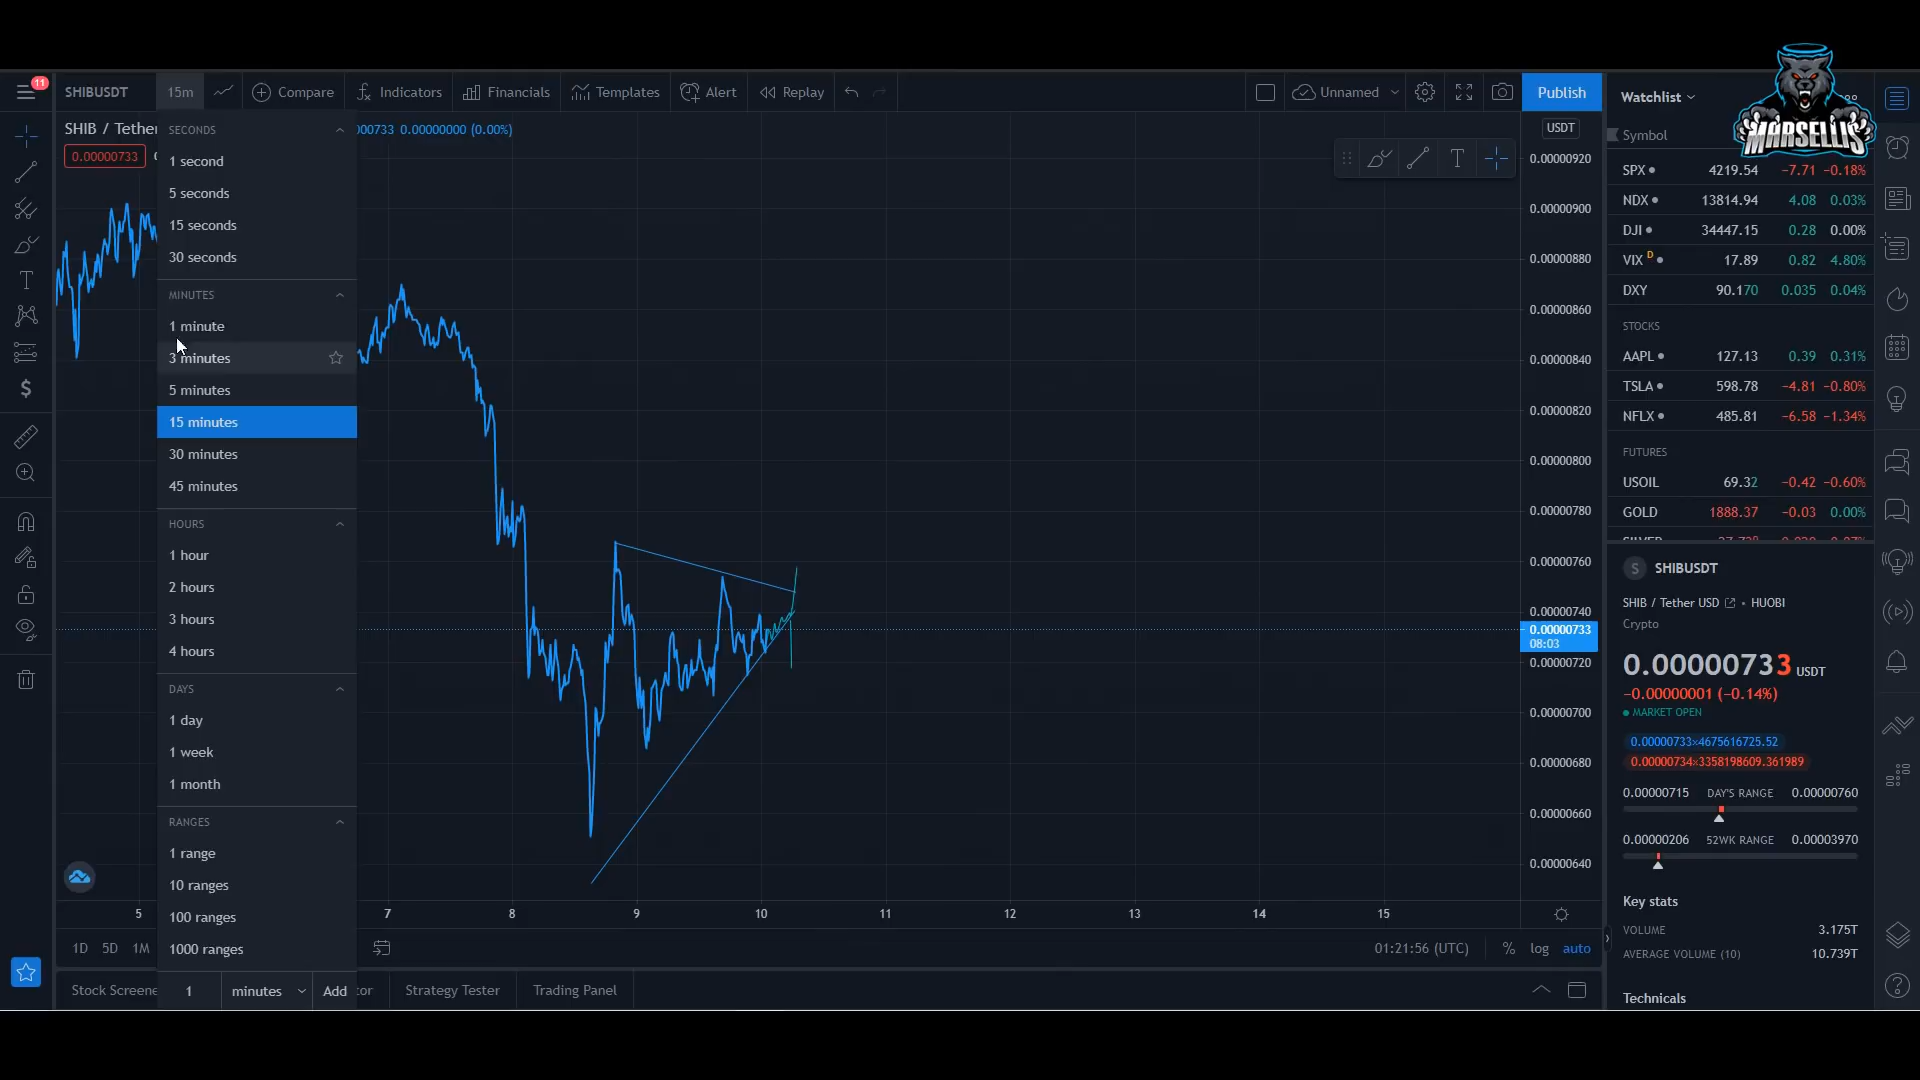 11
SHIBUSDT 15m Compare Indicators Financials Templates Alert Replay Unnamed Publish
Watchlist
MARSELLIS
SHIB / Tether 00733 0.00000000 (0.00%)
0.00000733
USDT
Symbol
SECONDS
1 second
5 seconds
15 seconds
30 seconds
MINUTES
1 minute
3 minutes
5 minutes
15 minutes
30 minutes
45 minutes
HOURS
1 hour
2 hours
3 hours
4 hours
DAYS
1 day
1 week
1 month
RANGES
1 range
10 ranges
100 ranges
1000 ranges
1 minutes Add
T
0.00000920
0.00000900
0.00000880
0.00000860
0.00000840
0.00000820
0.00000800
0.00000780
0.00000760
0.00000740
0.00000733
08:03
0.00000720
0.00000700
0.00000680
0.00000660
0.00000640
5 7 8 9 10 11 12 13 14 15
1D 5D 1M
01:21:56 (UTC) % log auto
Stock Screene tor Strategy Tester Trading Panel
SPX 4219.54 −7.71 −0.18%
NDX 13814.94 4.08 0.03%
DJI 34447.15 0.28 0.00%
VIX D 17.89 0.82 4.80%
DXY 90.170 0.035 0.04%
STOCKS
AAPL 127.13 0.39 0.31%
TSLA 598.78 −4.81 −0.80%
NFLX 485.81 −6.58 −1.34%
FUTURES
USOIL 69.32 −0.42 −0.60%
GOLD 1888.37 −0.03 0.00%
S SHIBUSDT
SHIB / Tether USD • HUOBI
Crypto
0.00000733 USDT
−0.00000001 (−0.14%)
MARKET OPEN
0.00000733×4675616725.52
0.00000734×3358198609.361989
0.00000715 DAY'S RANGE 0.00000760
0.00000206 52WK RANGE 0.00003970
Key stats
VOLUME 3.175T
AVERAGE VOLUME (10) 10.739T
Technicals